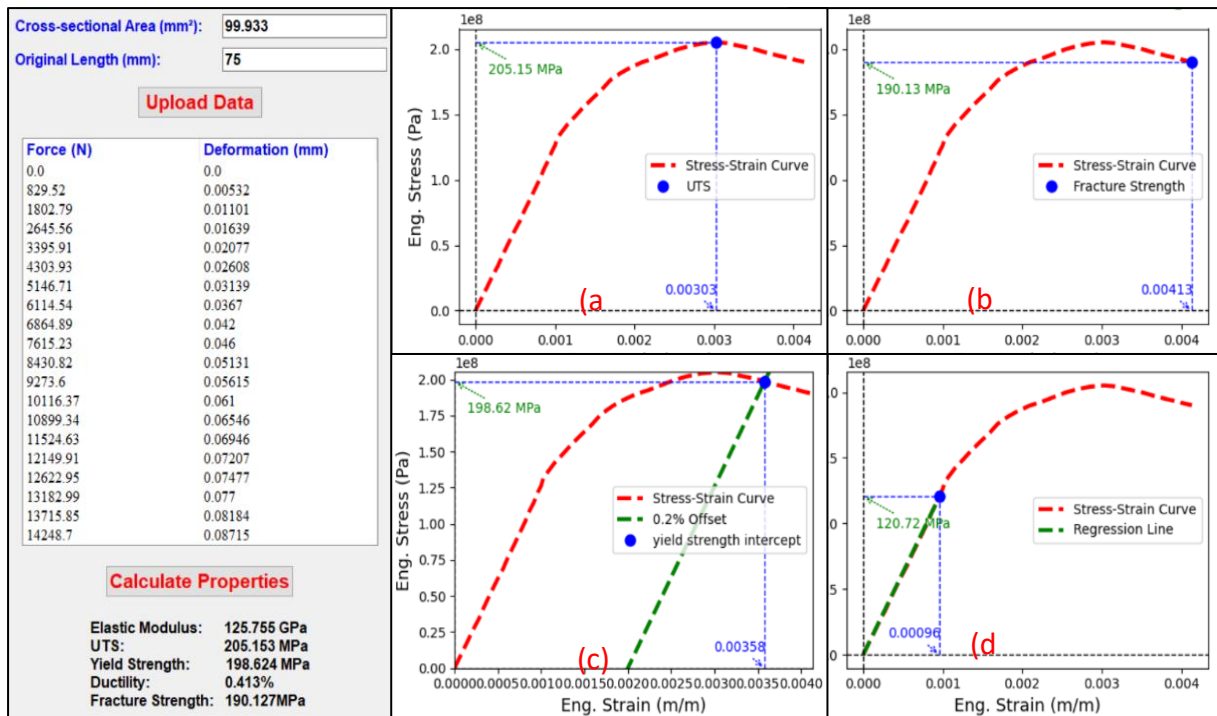 Cross-sectional Area (mm²): 99.933
Original Length (mm): 75
Upload Data
Force (N) Deformation (mm)
0.0 0.0
829.52 0.00532
1802.79 0.01101
2645.56 0.01639
3395.91 0.02077
4303.93 0.02608
5146.71 0.03139
6114.54 0.0367
6864.89 0.042
7615.23 0.046
8430.82 0.05131
9273.6 0.05615
10116.37 0.061
10899.34 0.06546
11524.63 0.06946
12149.91 0.07207
12622.95 0.07477
13182.99 0.077
13715.85 0.08184
14248.7 0.08715
Calculate Properties
Elastic Modulus: 125.755 GPa
UTS: 205.153 MPa
Yield Strength: 198.624 MPa
Ductility: 0.413%
Fracture Strength: 190.127MPa
1e8
2.0
1.5
1.0
0.5
0.0
Eng. Stress (Pa)
205.15 MPa
Stress-Strain Curve
UTS
0.00303
(a
0.000 0.001 0.002 0.003 0.004
1e8
0
5
0
5
0
190.13 MPa
Stress-Strain Curve
Fracture Strength
0.00413
(b
0.000 0.001 0.002 0.003 0.004
1e8
2.00
1.75
1.50
1.25
1.00
0.75
0.50
0.25
0.00
Eng. Stress (Pa)
198.62 MPa
Stress-Strain Curve
0.2% Offset
yield strength intercept
0.00358
(c)
0.00000.00050.00100.00150.00200.00250.00300.00350.0040
Eng. Strain (m/m)
1e8
0
5
0
5
0
120.72 MPa
Stress-Strain Curve
Regression Line
0.00096
(d)
0.000 0.001 0.002 0.003 0.004
Eng. Strain (m/m)